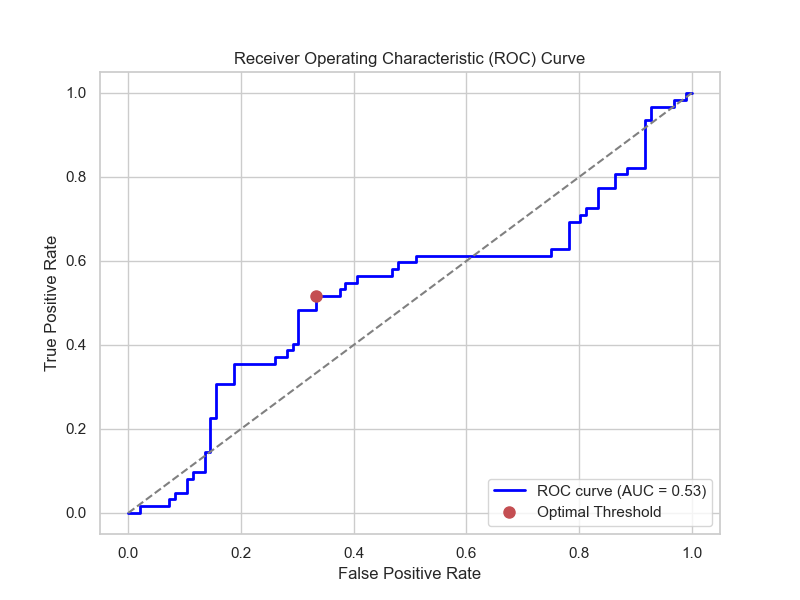 Receiver Operating Characteristic (ROC) Curve
True Positive Rate
1.0
0.8
0.6
0.4
0.2
0.0
ROC curve (AUC = 0.53)
Optimal Threshold
0.0 0.2 0.4 0.6 0.8 1.0
False Positive Rate